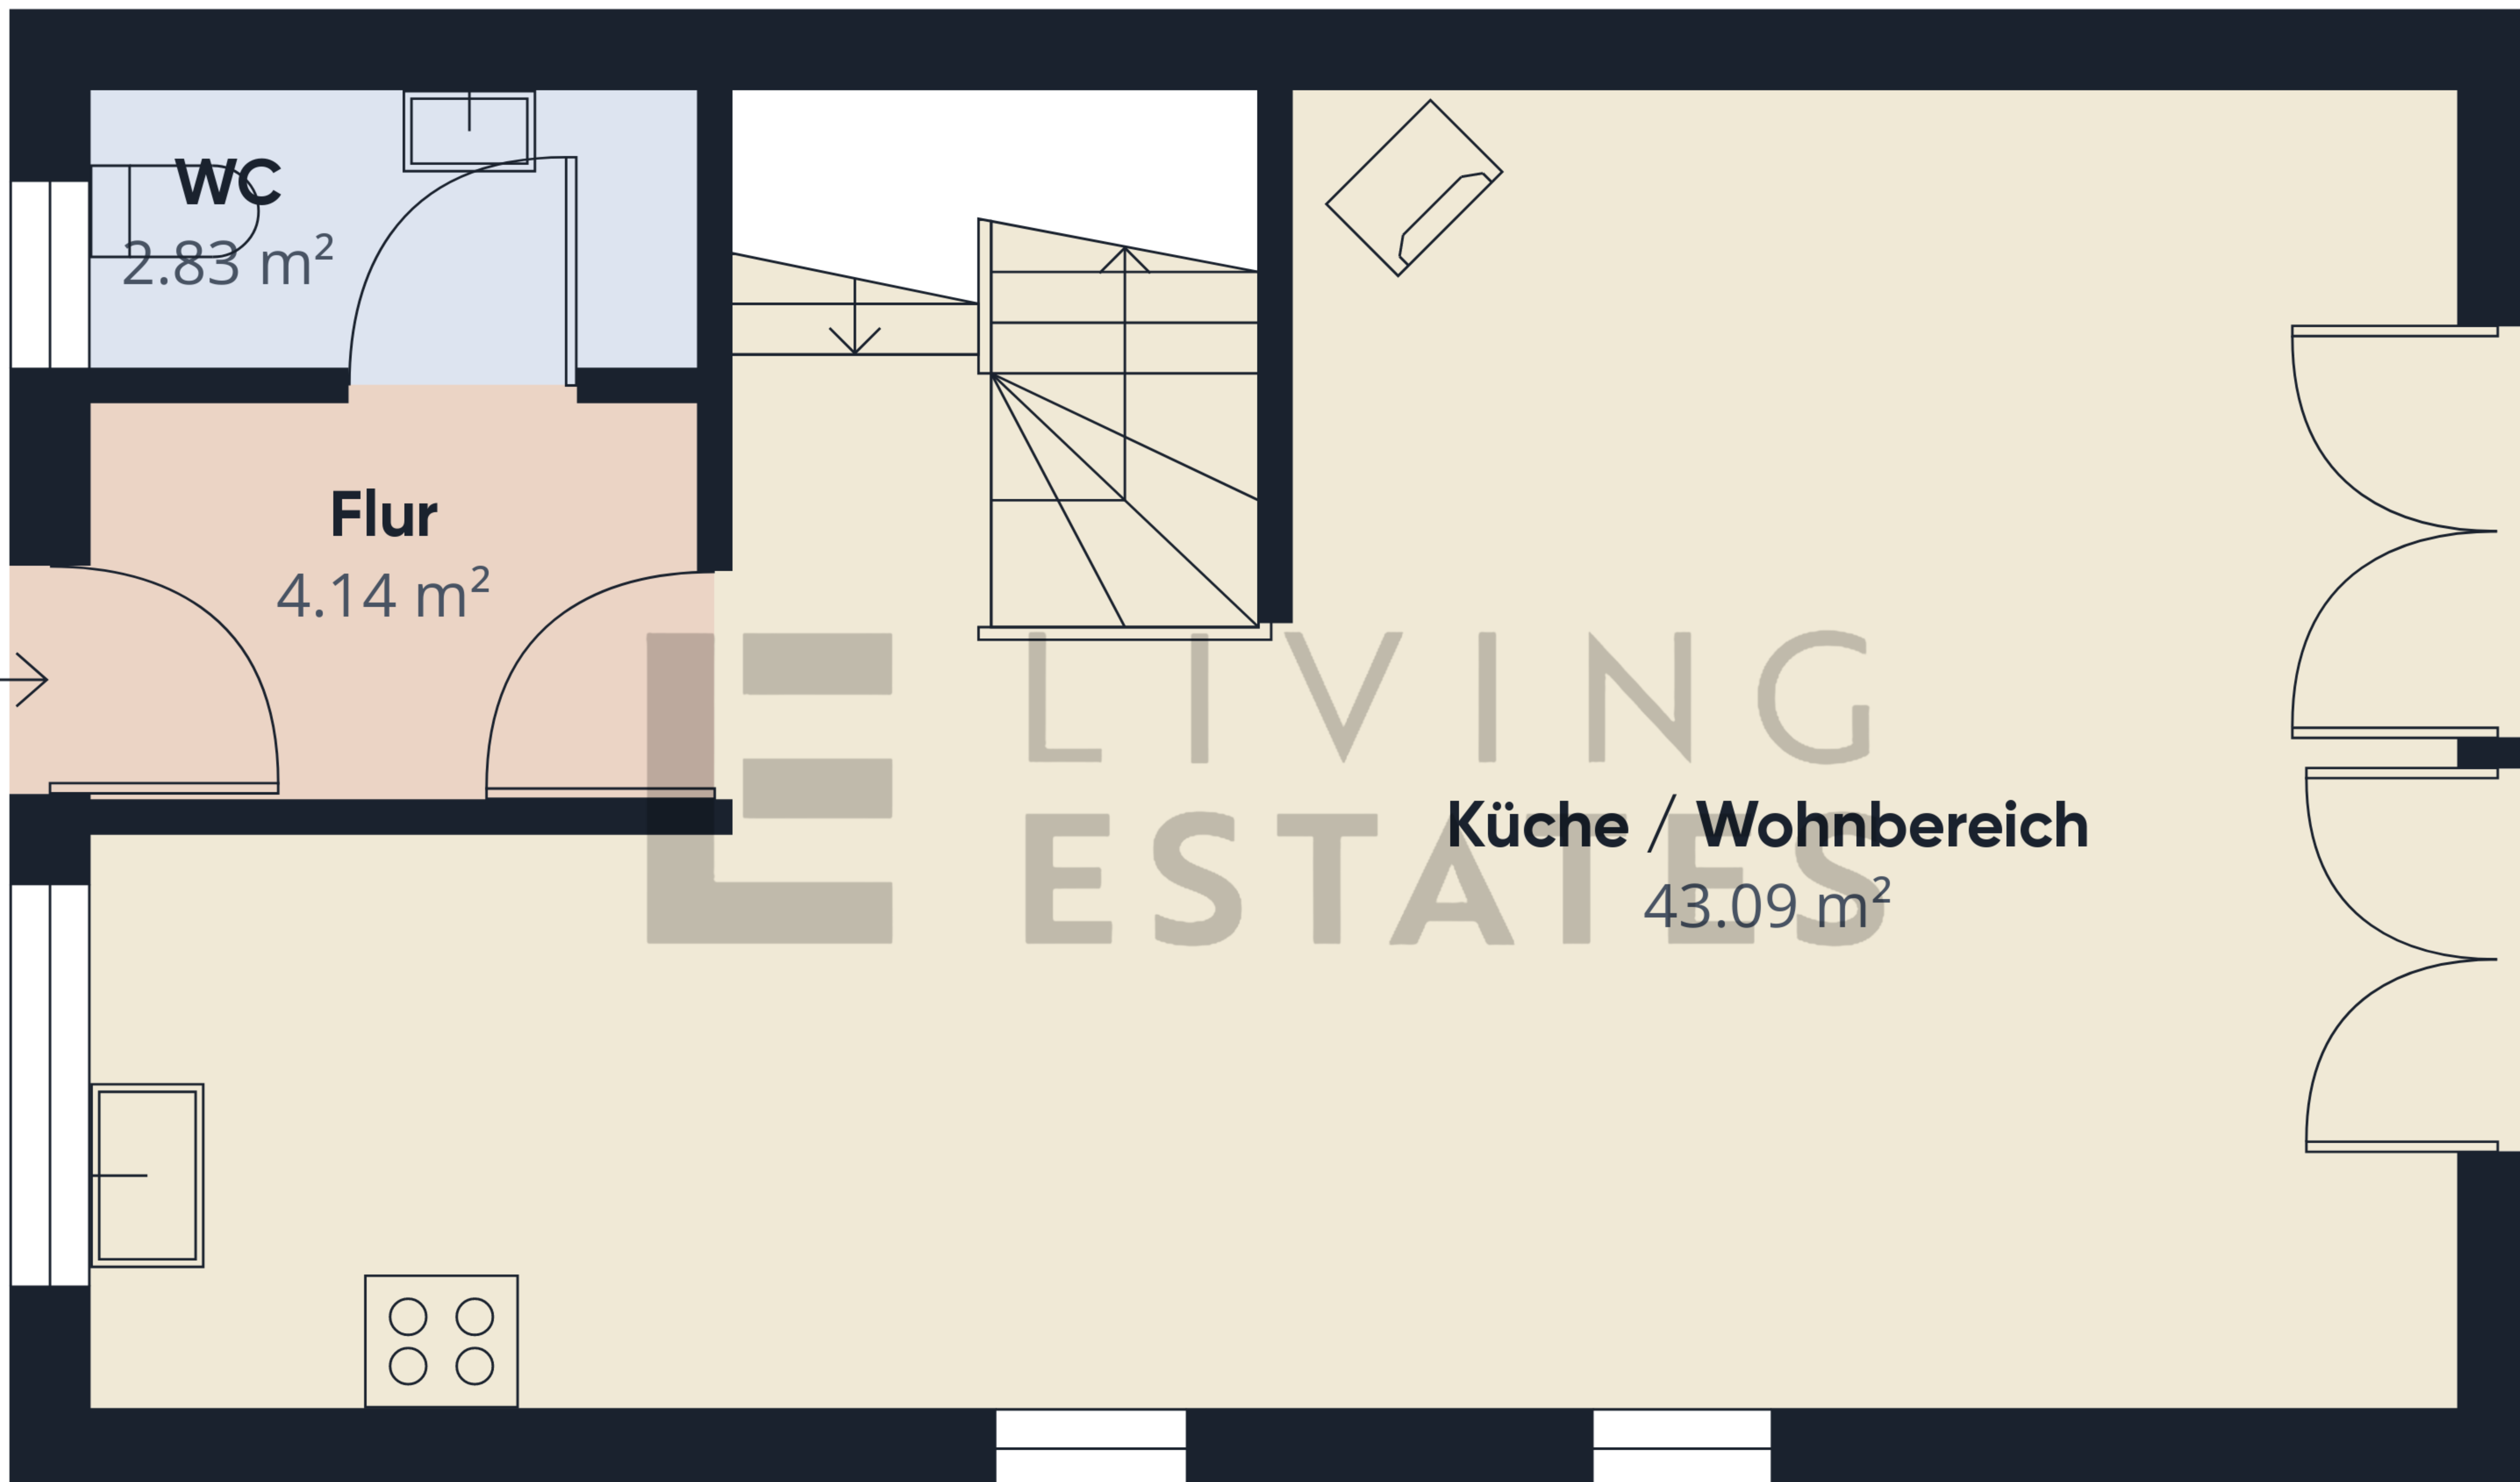 WC
2.83 m²
Flur
4.14 m²
LIVING
ESTATES
Küche / Wohnbereich
43.09 m²